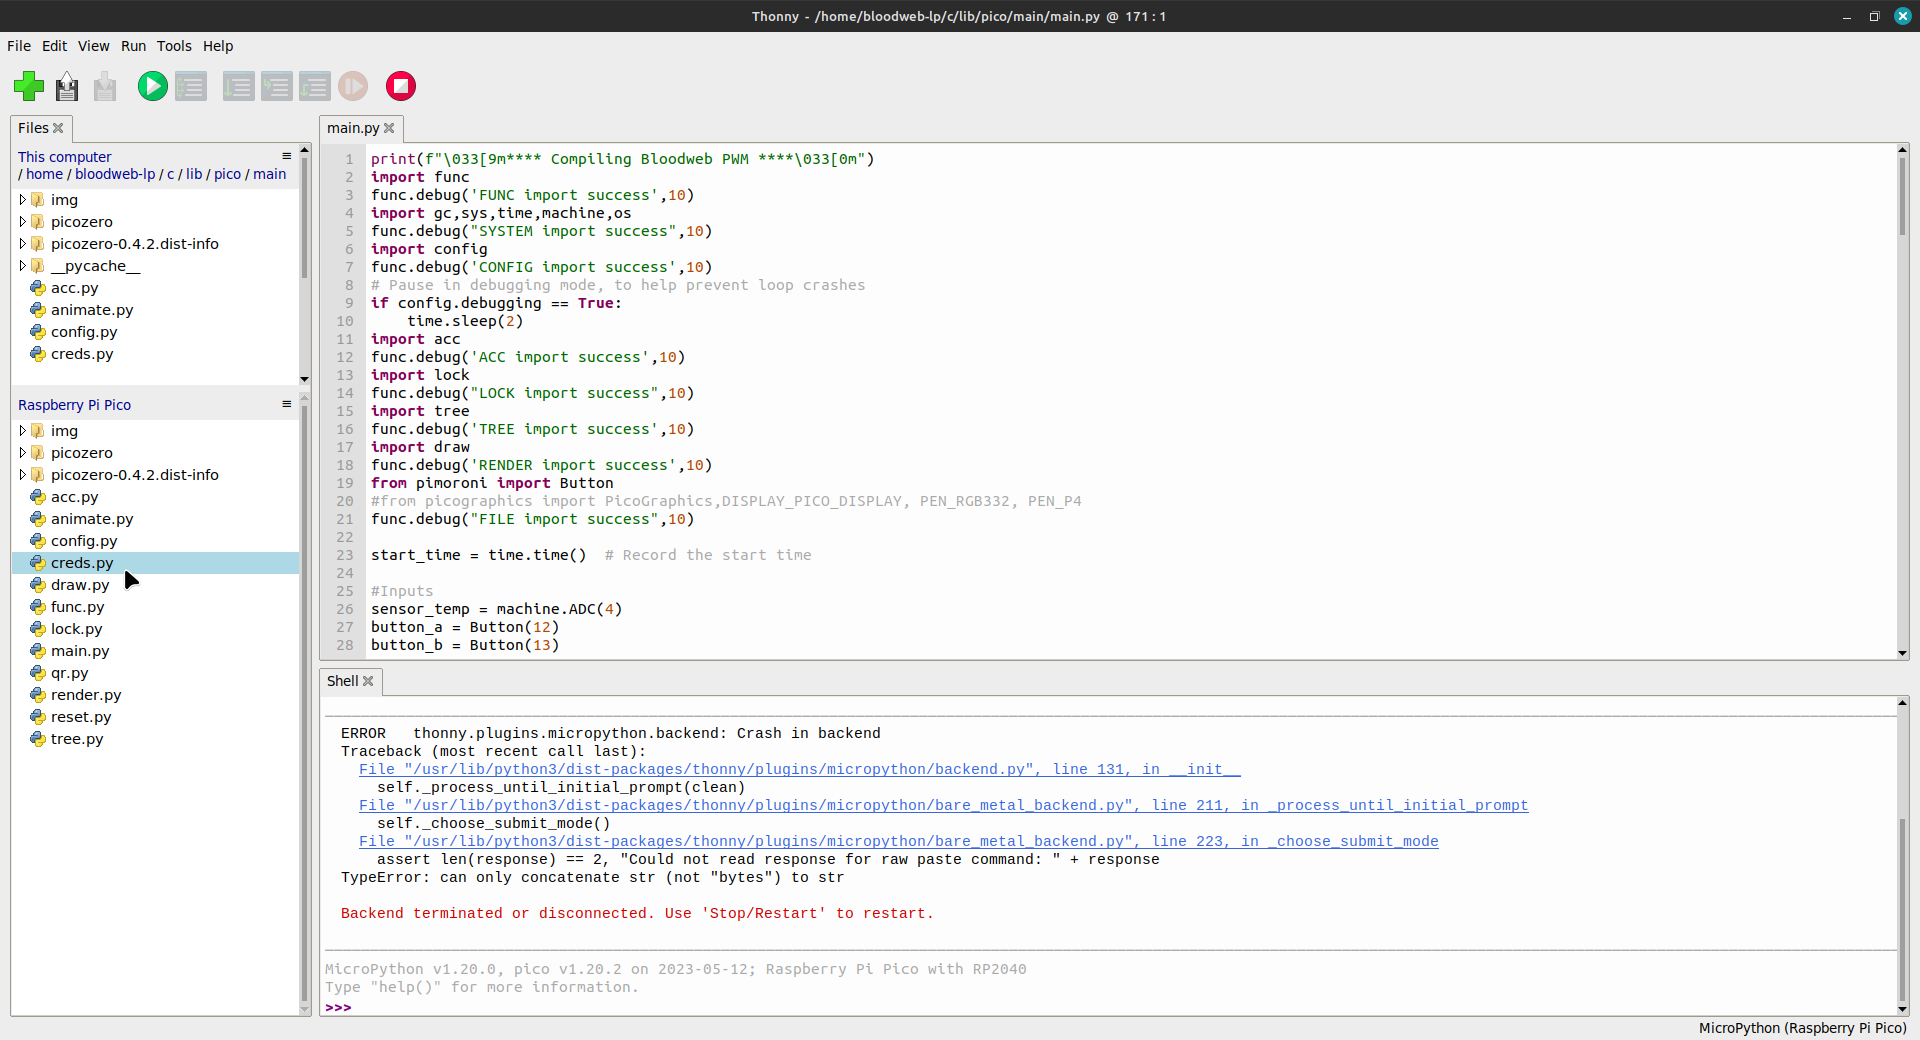 Thonny - /home/bloodweb-lp/c/lib/pico/main/main.py @ 171 : 1
File Edit View Run Tools Help
Files
This computer
/ home / bloodweb-lp / c / lib / pico / main
img
picozero
picozero-0.4.2.dist-info
__pycache__
acc.py
animate.py
config.py
creds.py
Raspberry Pi Pico
img
picozero
picozero-0.4.2.dist-info
acc.py
animate.py
config.py
creds.py
draw.py
func.py
lock.py
main.py
qr.py
render.py
reset.py
tree.py
main.py
1 print(f"\033[9m**** Compiling Bloodweb PWM ****\033[0m")
2 import func
3 func.debug('FUNC import success',10)
4 import gc,sys,time,machine,os
5 func.debug("SYSTEM import success",10)
6 import config
7 func.debug('CONFIG import success',10)
8 # Pause in debugging mode, to help prevent loop crashes
9 if config.debugging == True:
10     time.sleep(2)
11 import acc
12 func.debug('ACC import success',10)
13 import lock
14 func.debug("LOCK import success",10)
15 import tree
16 func.debug('TREE import success',10)
17 import draw
18 func.debug('RENDER import success',10)
19 from pimoroni import Button
20 #from picographics import PicoGraphics,DISPLAY_PICO_DISPLAY, PEN_RGB332, PEN_P4
21 func.debug("FILE import success",10)
22
23 start_time = time.time()  # Record the start time
24
25 #Inputs
26 sensor_temp = machine.ADC(4)
27 button_a = Button(12)
28 button_b = Button(13)
Shell
ERROR   thonny.plugins.micropython.backend: Crash in backend
Traceback (most recent call last):
  File "/usr/lib/python3/dist-packages/thonny/plugins/micropython/backend.py", line 131, in __init__
    self._process_until_initial_prompt(clean)
  File "/usr/lib/python3/dist-packages/thonny/plugins/micropython/bare_metal_backend.py", line 211, in _process_until_initial_prompt
    self._choose_submit_mode()
  File "/usr/lib/python3/dist-packages/thonny/plugins/micropython/bare_metal_backend.py", line 223, in _choose_submit_mode
    assert len(response) == 2, "Could not read response for raw paste command: " + response
TypeError: can only concatenate str (not "bytes") to str
Backend terminated or disconnected. Use 'Stop/Restart' to restart.
MicroPython v1.20.0, pico v1.20.2 on 2023-05-12; Raspberry Pi Pico with RP2040
Type "help()" for more information.
>>>
MicroPython (Raspberry Pi Pico)